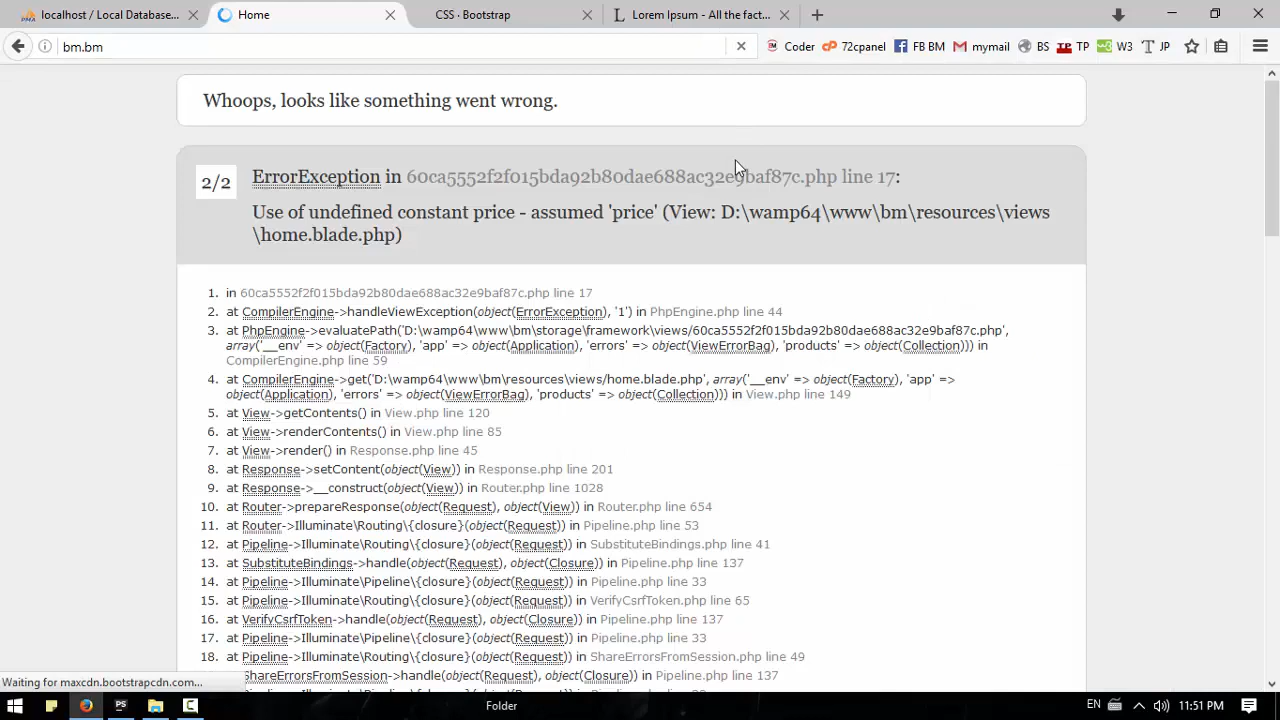 localhost / Local Database... Home CSS · Bootstrap Lorem Ipsum - All the fact...
bm.bm Coder 72cpanel FB BM mymail BS TP W3 JP
Whoops, looks like something went wrong.
2/2 ErrorException in 60ca5552f2f015bda92b80dae688ac32e9baf87c.php line 17:
Use of undefined constant price - assumed 'price' (View: D:\wamp64\www\bm\resources\views
\home.blade.php)
1. in 60ca5552f2f015bda92b80dae688ac32e9baf87c.php line 17
2. at CompilerEngine->handleViewException(object(ErrorException), '1') in PhpEngine.php line 44
3. at PhpEngine->evaluatePath('D:\wamp64\www\bm\storage\framework\views/60ca5552f2f015bda92b80dae688ac32e9baf87c.php',
array('__env' => object(Factory), 'app' => object(Application), 'errors' => object(ViewErrorBag), 'products' => object(Collection))) in
CompilerEngine.php line 59
4. at CompilerEngine->get('D:\wamp64\www\bm\resources\views/home.blade.php', array('__env' => object(Factory), 'app' =>
object(Application), 'errors' => object(ViewErrorBag), 'products' => object(Collection))) in View.php line 149
5. at View->getContents() in View.php line 120
6. at View->renderContents() in View.php line 85
7. at View->render() in Response.php line 45
8. at Response->setContent(object(View)) in Response.php line 201
9. at Response->__construct(object(View)) in Router.php line 1028
10. at Router->prepareResponse(object(Request), object(View)) in Router.php line 654
11. at Router->Illuminate\Routing\{closure}(object(Request)) in Pipeline.php line 53
12. at Pipeline->Illuminate\Routing\{closure}(object(Request)) in SubstituteBindings.php line 41
13. at SubstituteBindings->handle(object(Request), object(Closure)) in Pipeline.php line 137
14. at Pipeline->Illuminate\Pipeline\{closure}(object(Request)) in Pipeline.php line 33
15. at Pipeline->Illuminate\Routing\{closure}(object(Request)) in VerifyCsrfToken.php line 65
16. at VerifyCsrfToken->handle(object(Request), object(Closure)) in Pipeline.php line 137
17. at Pipeline->Illuminate\Pipeline\{closure}(object(Request)) in Pipeline.php line 33
18. at Pipeline->Illuminate\Routing\{closure}(object(Request)) in ShareErrorsFromSession.php line 49
ShareErrorsFromSession->handle(object(Request), object(Closure)) in Pipeline.php line 137
Waiting for maxcdn.bootstrapcdn.com...
Folder EN 11:51 PM